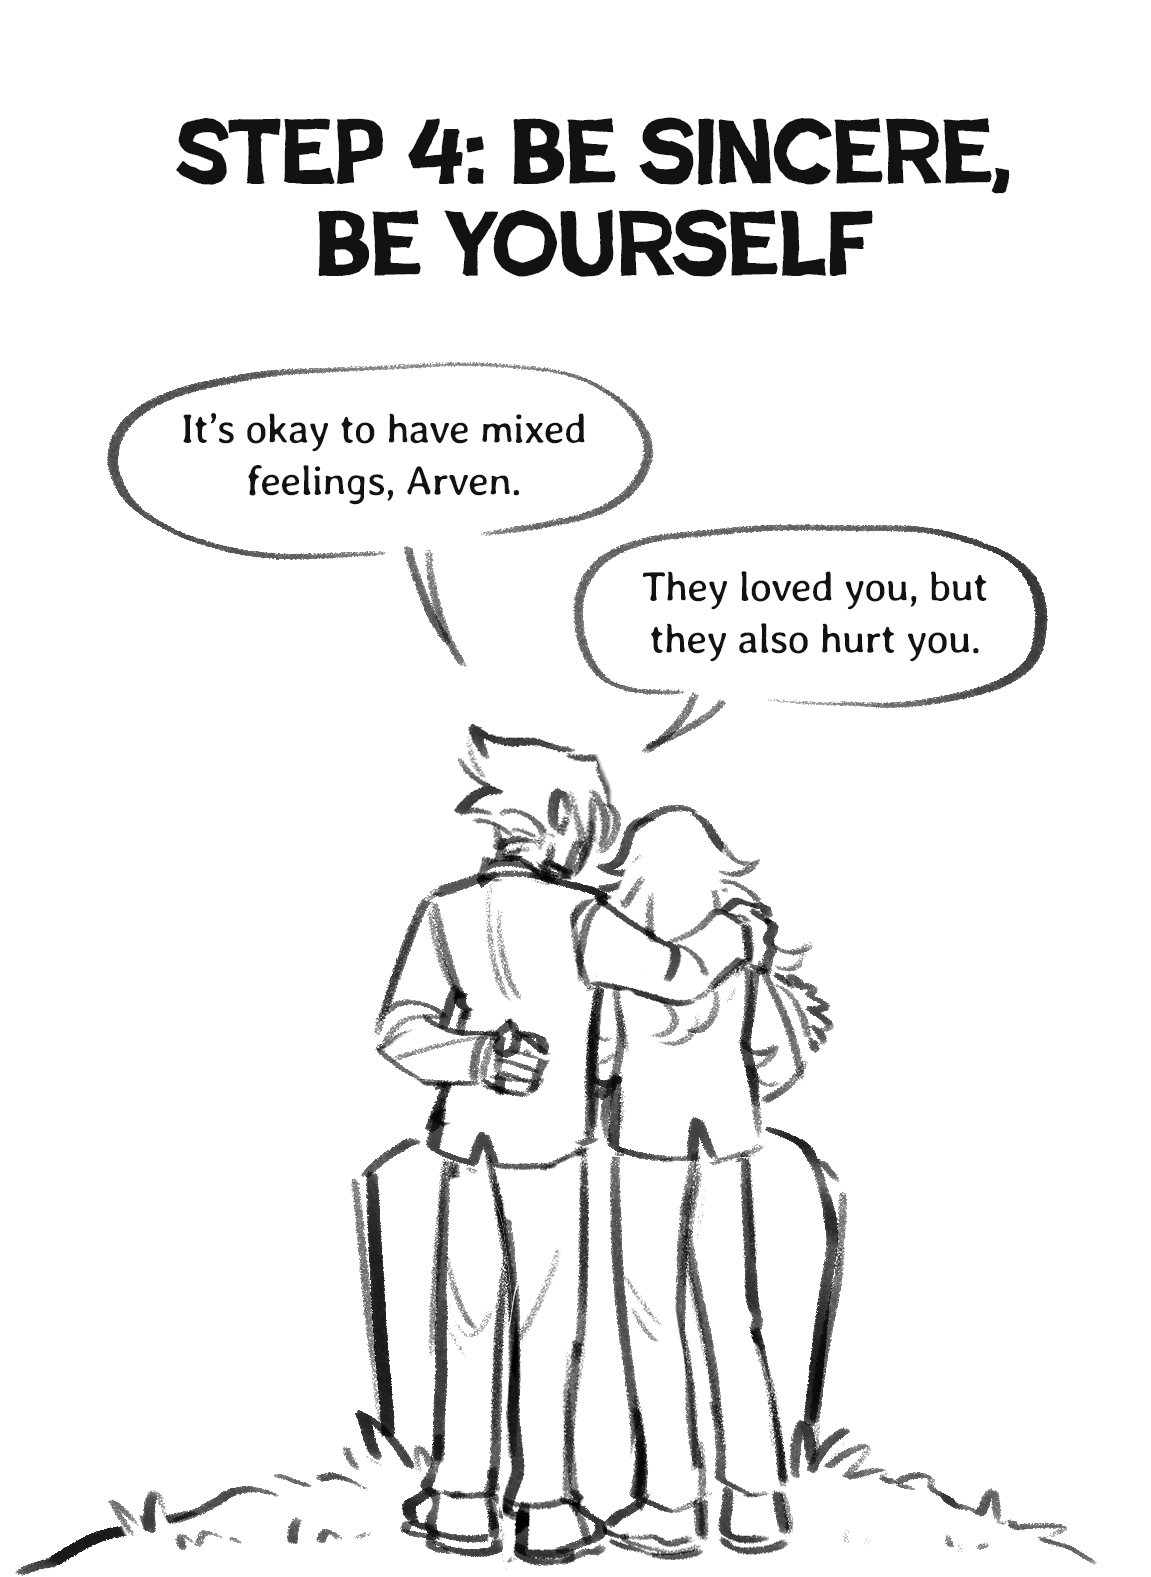 STEP 4: BE SINCERE,
BE YOURSELF
It's okay to have mixed
feelings, Arven.
They loved you, but
they also hurt you.